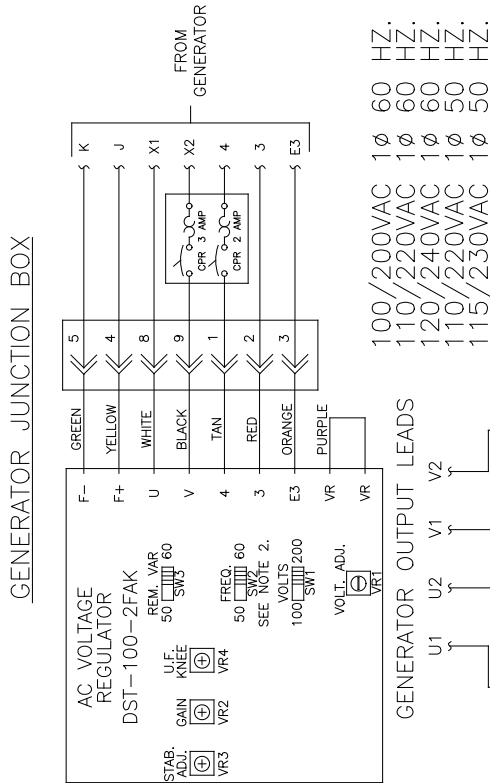 GENERATOR JUNCTION BOX
AC VOLTAGE
REGULATOR
DST-100-2FAK
STAB.
ADJ.
VR3
GAIN
VR2
U.F.
KNEE
VR4
REM. VAR
50 60
SW3
FREQ.
50 60
SW2
SEE NOTE 2.
VOLTS
100 200
SW1
VOLT. ADJ.
VR1
F- GREEN 5 K
F+ YELLOW 4 J
U WHITE 8 X1
V BLACK 9 CPR 3 AMP X2
4 TAN 1 CPR 2 AMP 4
3 RED 2 3
E3 ORANGE 3 E3
VR PURPLE
VR
FROM
GENERATOR
GENERATOR OUTPUT LEADS
U1 U2 V1 V2
100/200VAC 1ø 60 HZ.
110/220VAC 1ø 60 HZ.
120/240VAC 1ø 60 HZ.
110/220VAC 1ø 50 HZ.
115/230VAC 1ø 50 HZ.